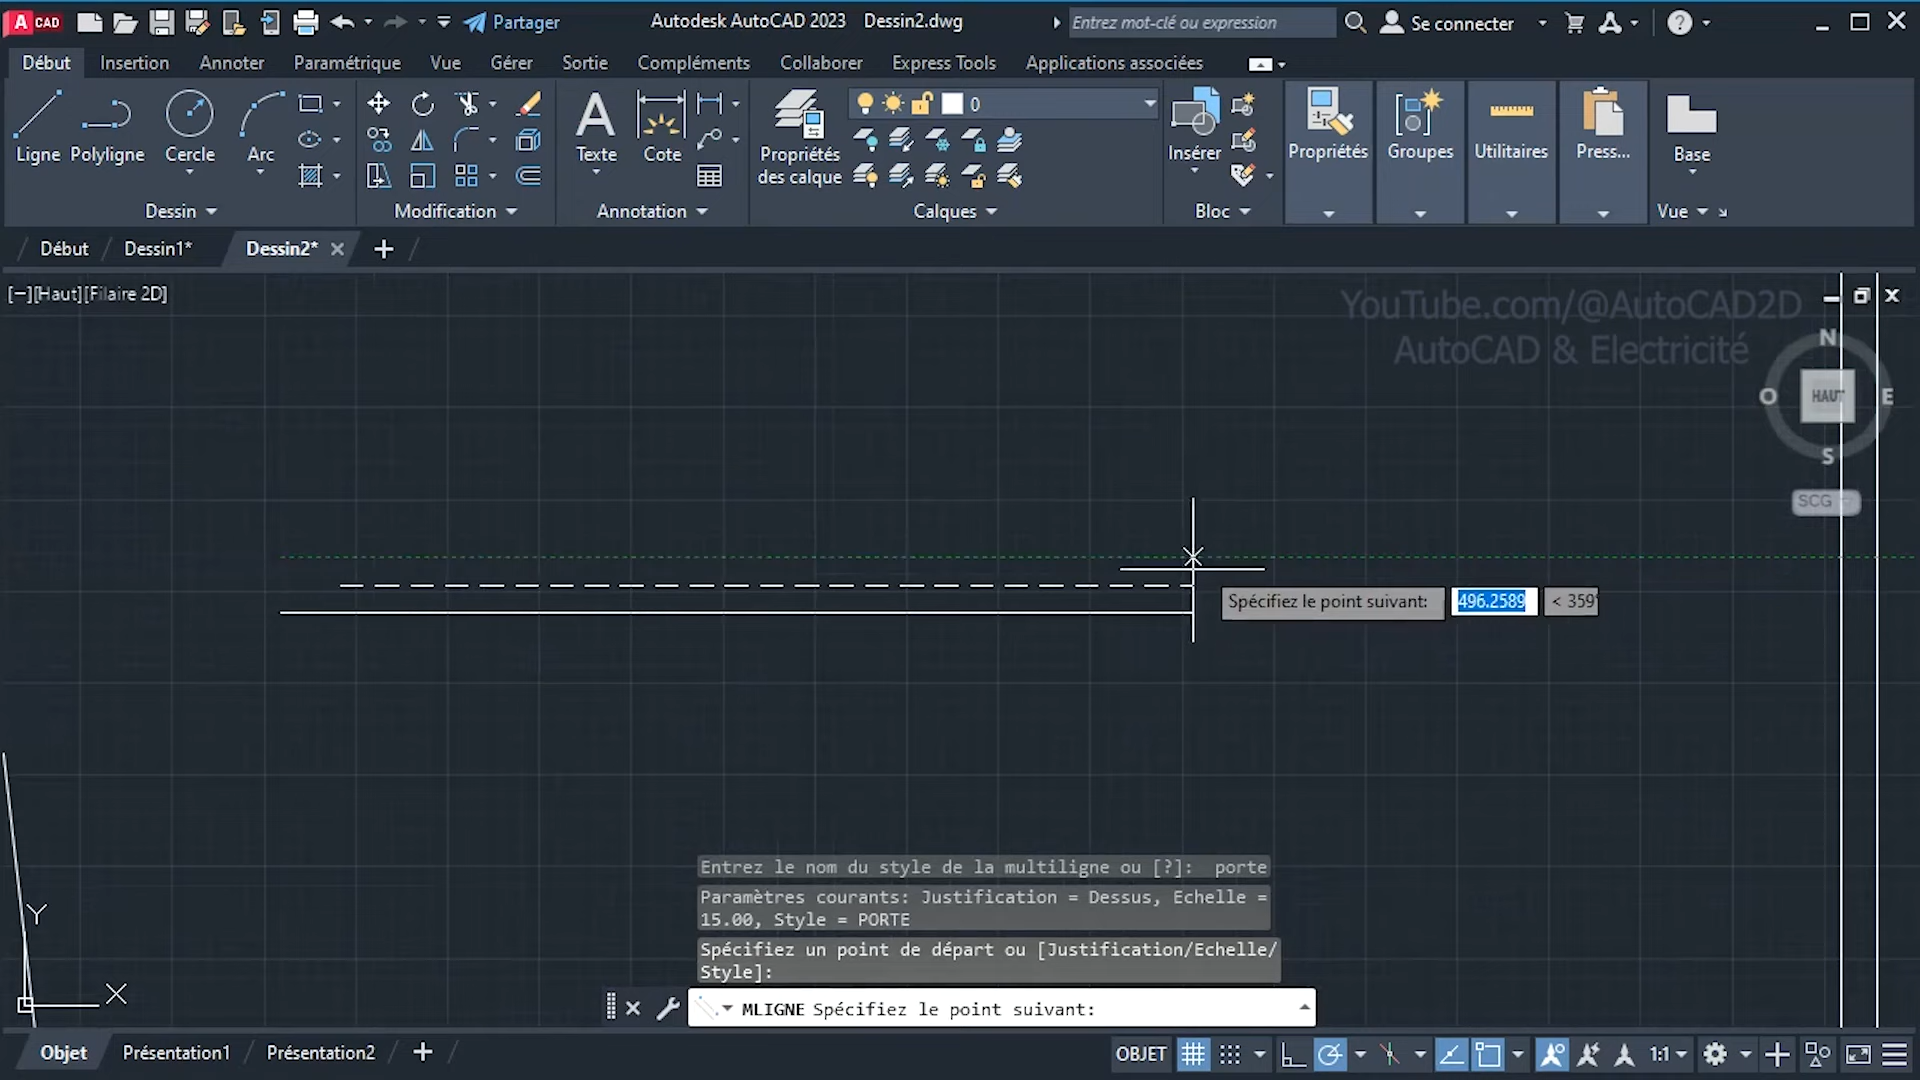 A CAD
Partager
Autodesk AutoCAD 2023 Dessin2.dwg
Entrez mot-clé ou expression
Se connecter
Début Insertion Annoter Paramétrique Vue Gérer Sortie Compléments Collaborer Express Tools Applications associées
0
Ligne Polyligne Cercle Arc
Texte Cote
Propriétés
des calque
Insérer
Propriétés Groupes Utilitaires Press... Base
Dessin Modification Annotation Calques Bloc Vue
Début Dessin1* Dessin2*
[−][Haut][Filaire 2D]
YouTube.com/@AutoCAD2D
AutoCAD & Electricité
N
O HAUT E
S
SCG
Spécifiez le point suivant: 496.2589 < 359°
Entrez le nom du style de la multiligne ou [?]: porte
Paramètres courants: Justification = Dessus, Echelle =
15.00, Style = PORTE
Spécifiez un point de départ ou [Justification/Echelle/
Style]:
Y
X
MLIGNE Spécifiez le point suivant:
Objet Présentation1 Présentation2
OBJET 1:1